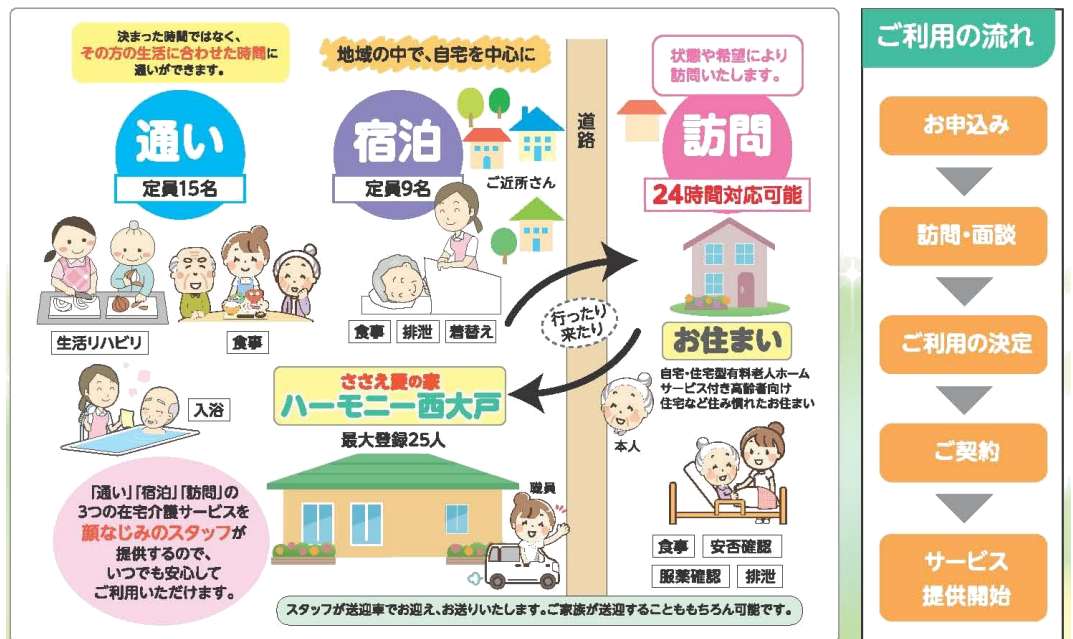 決まった時間ではなく、
その方の生活に合わせた時間に
通いができます。
地域の中で、自宅を中心に
状態や希望により
訪問いたします。
通い
定員15名
宿泊
定員9名
ご近所さん
道路
訪問
24時間対応可能
生活リハビリ
食事
入浴
食事
排泄
着替え
行ったり
来たり
お住まい
自宅・住宅型有料老人ホーム
サービス付き高齢者向け
住宅など住み慣れたお住まい
本人
ささえ愛の家
ハーモニー西大戸
最大登録25人
職員
食事
安否確認
服薬確認
排泄
「通い」「宿泊」「訪問」の
3つの在宅介護サービスを
顔なじみのスタッフが
提供するので、
いつでも安心して
ご利用いただけます。
スタッフが送迎車でお迎え、お送りいたします。ご家族が送迎することももちろん可能です。
ご利用の流れ
お申込み
訪問・面談
ご利用の決定
ご契約
サービス
提供開始